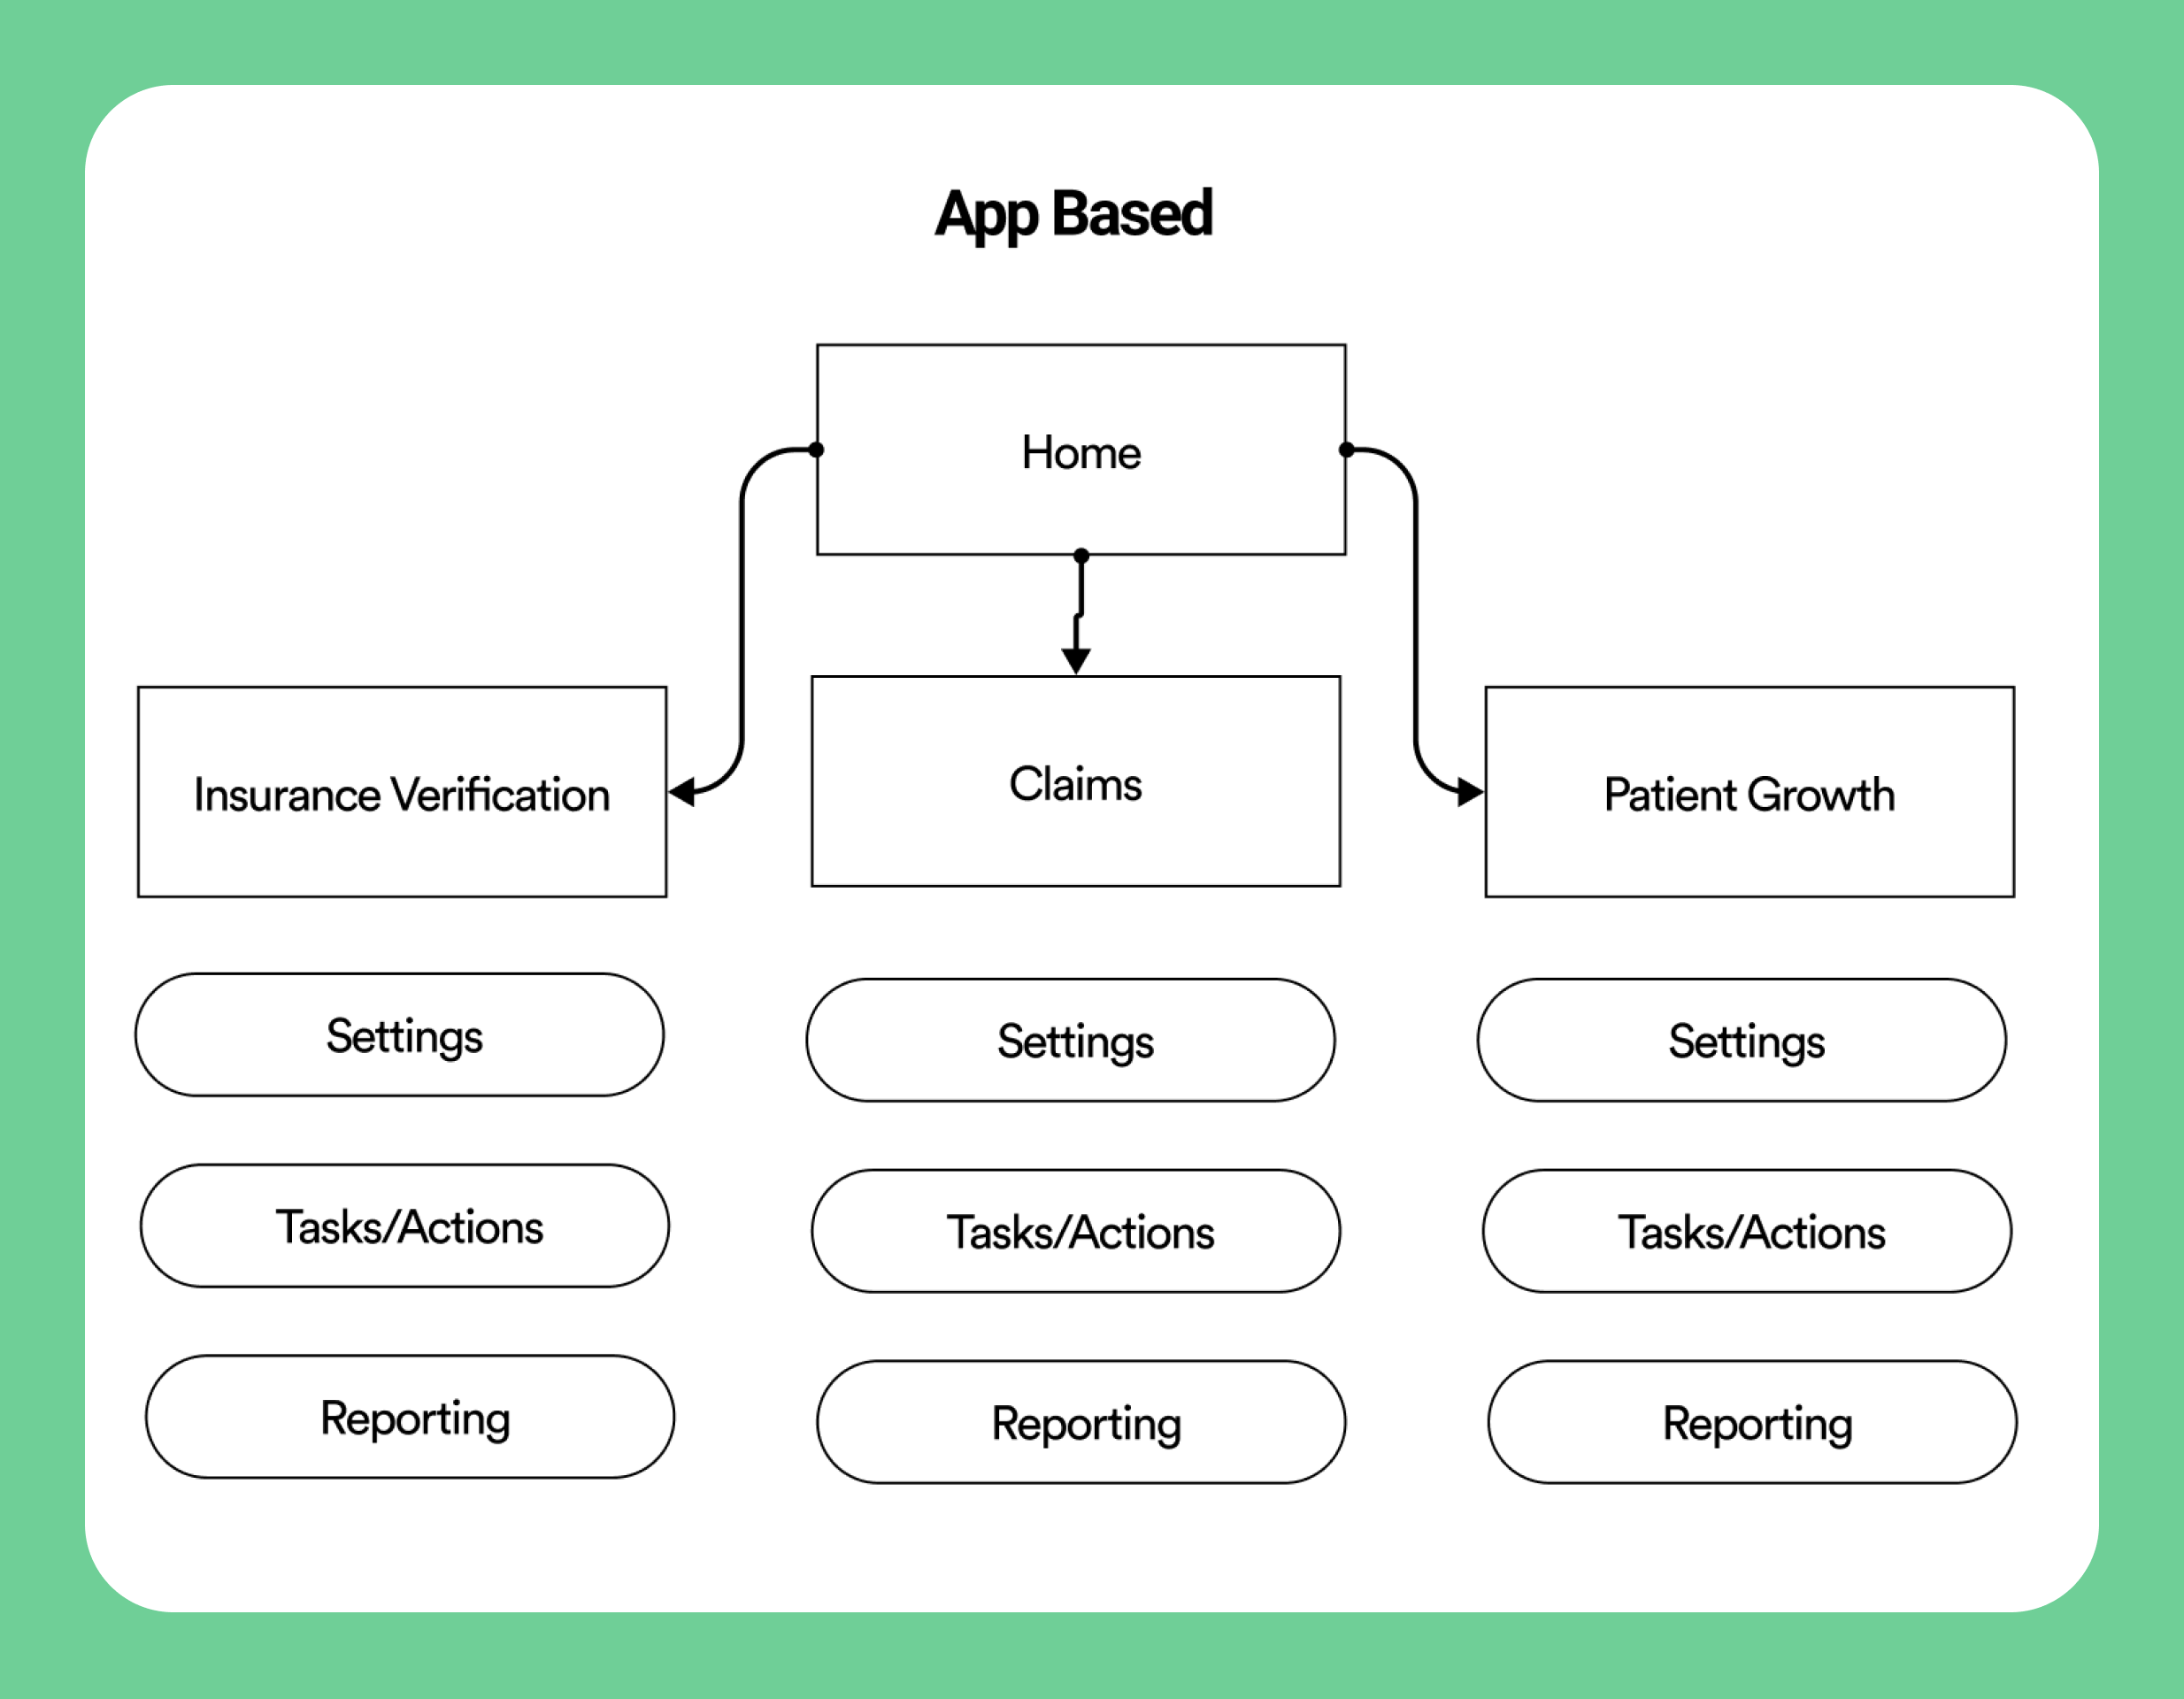 App Based
Home
Insurance Verification
Claims
Patient Growth
Settings
Settings
Settings
Tasks/Actions
Tasks/Actions
Tasks/Actions
Reporting
Reporting
Reporting